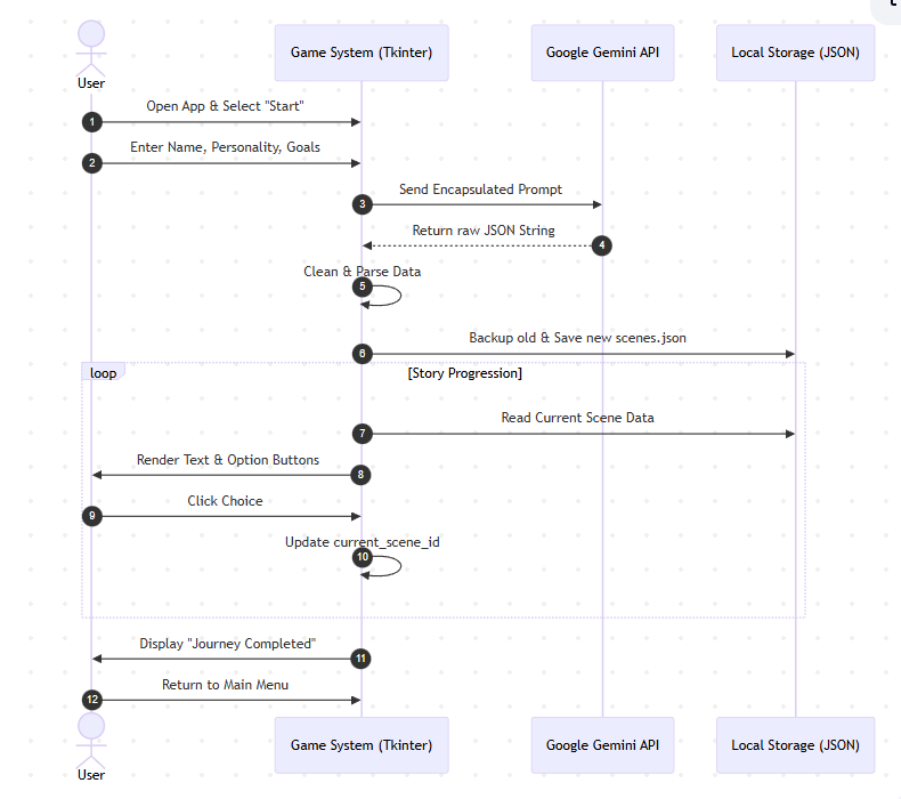 Game System (Tkinter)
Google Gemini API
Local Storage (JSON)
User
Open App & Select "Start"
1
Enter Name, Personality, Goals
2
Send Encapsulated Prompt
3
Return raw JSON String
4
Clean & Parse Data
5
Backup old & Save new scenes.json
6
loop
[Story Progression]
Read Current Scene Data
7
Render Text & Option Buttons
8
Click Choice
9
Update current_scene_id
10
Display "Journey Completed"
11
Return to Main Menu
12
Game System (Tkinter)
Google Gemini API
Local Storage (JSON)
User